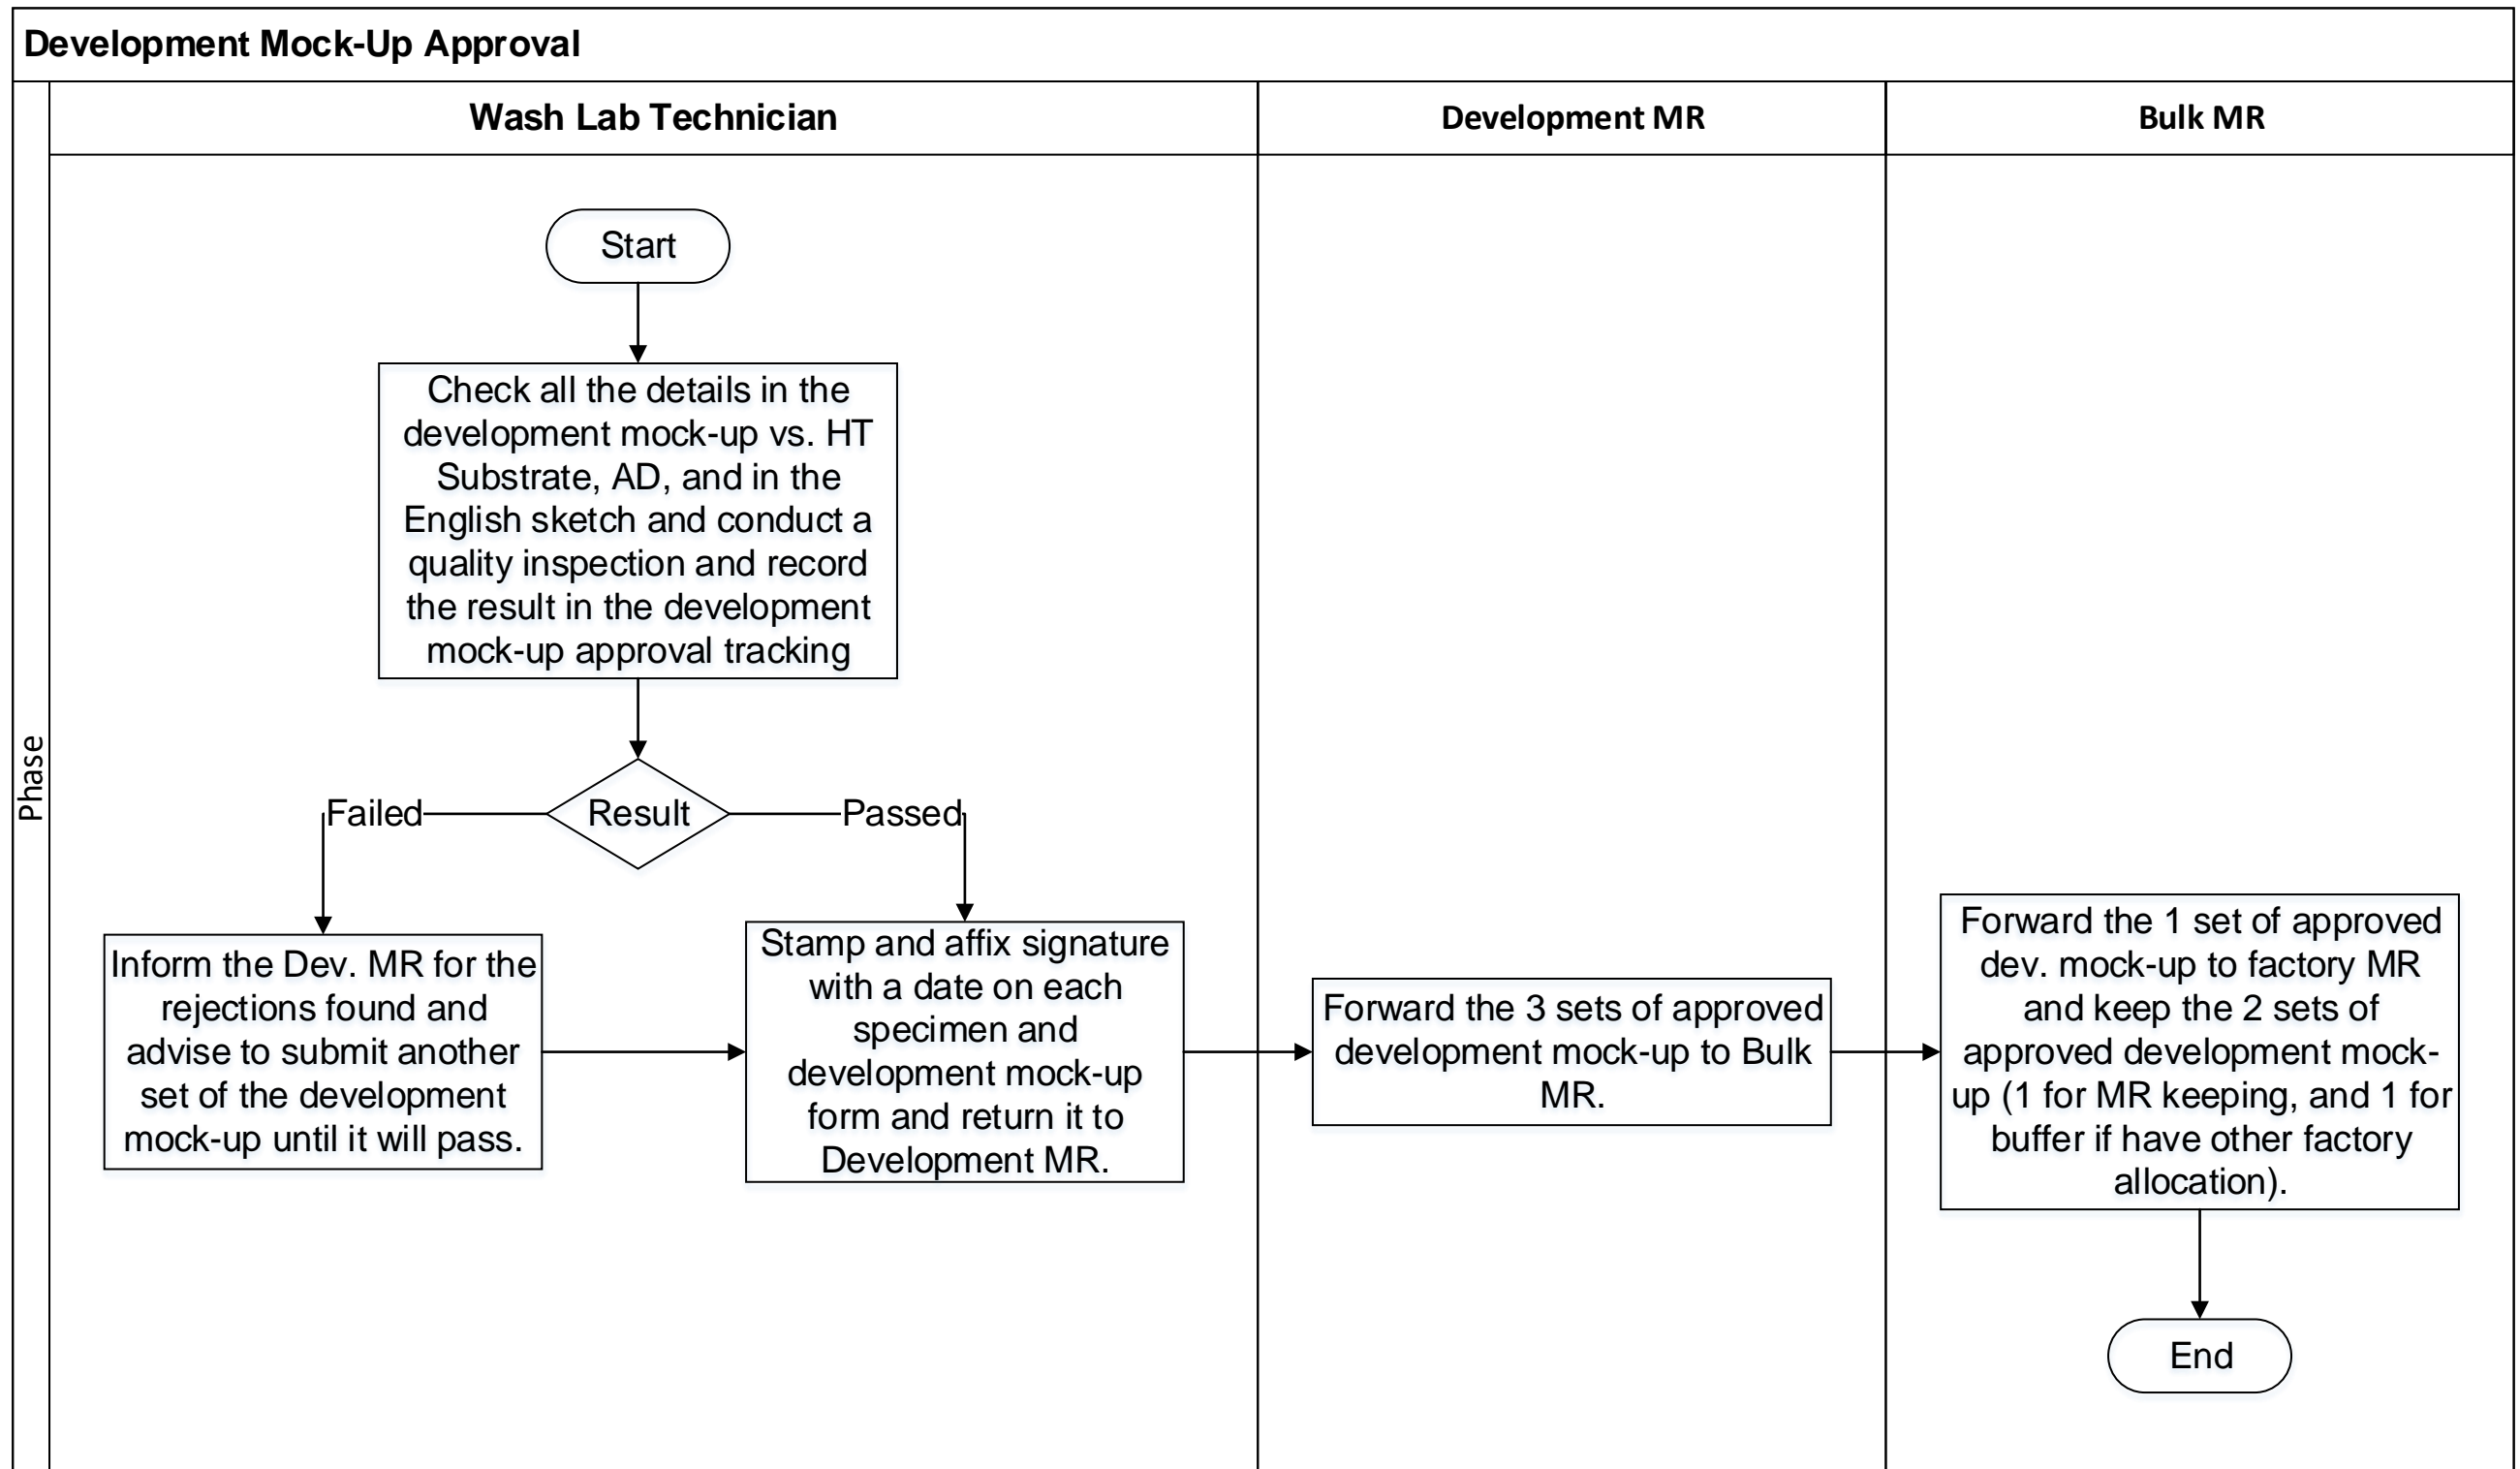 Development Mock-Up Approval
Phase
Wash Lab Technician
Development MR
Bulk MR
Start
Check all the details in the
development mock-up vs. HT
Substrate, AD, and in the
English sketch and conduct a
quality inspection and record
the result in the development
mock-up approval tracking
Result
Failed
Passed
Inform the Dev. MR for the
rejections found and
advise to submit another
set of the development
mock-up until it will pass.
Stamp and affix signature
with a date on each
specimen and
development mock-up
form and return it to
Development MR.
Forward the 3 sets of approved
development mock-up to Bulk
MR.
Forward the 1 set of approved
dev. mock-up to factory MR
and keep the 2 sets of
approved development mock-
up (1 for MR keeping, and 1 for
buffer if have other factory
allocation).
End